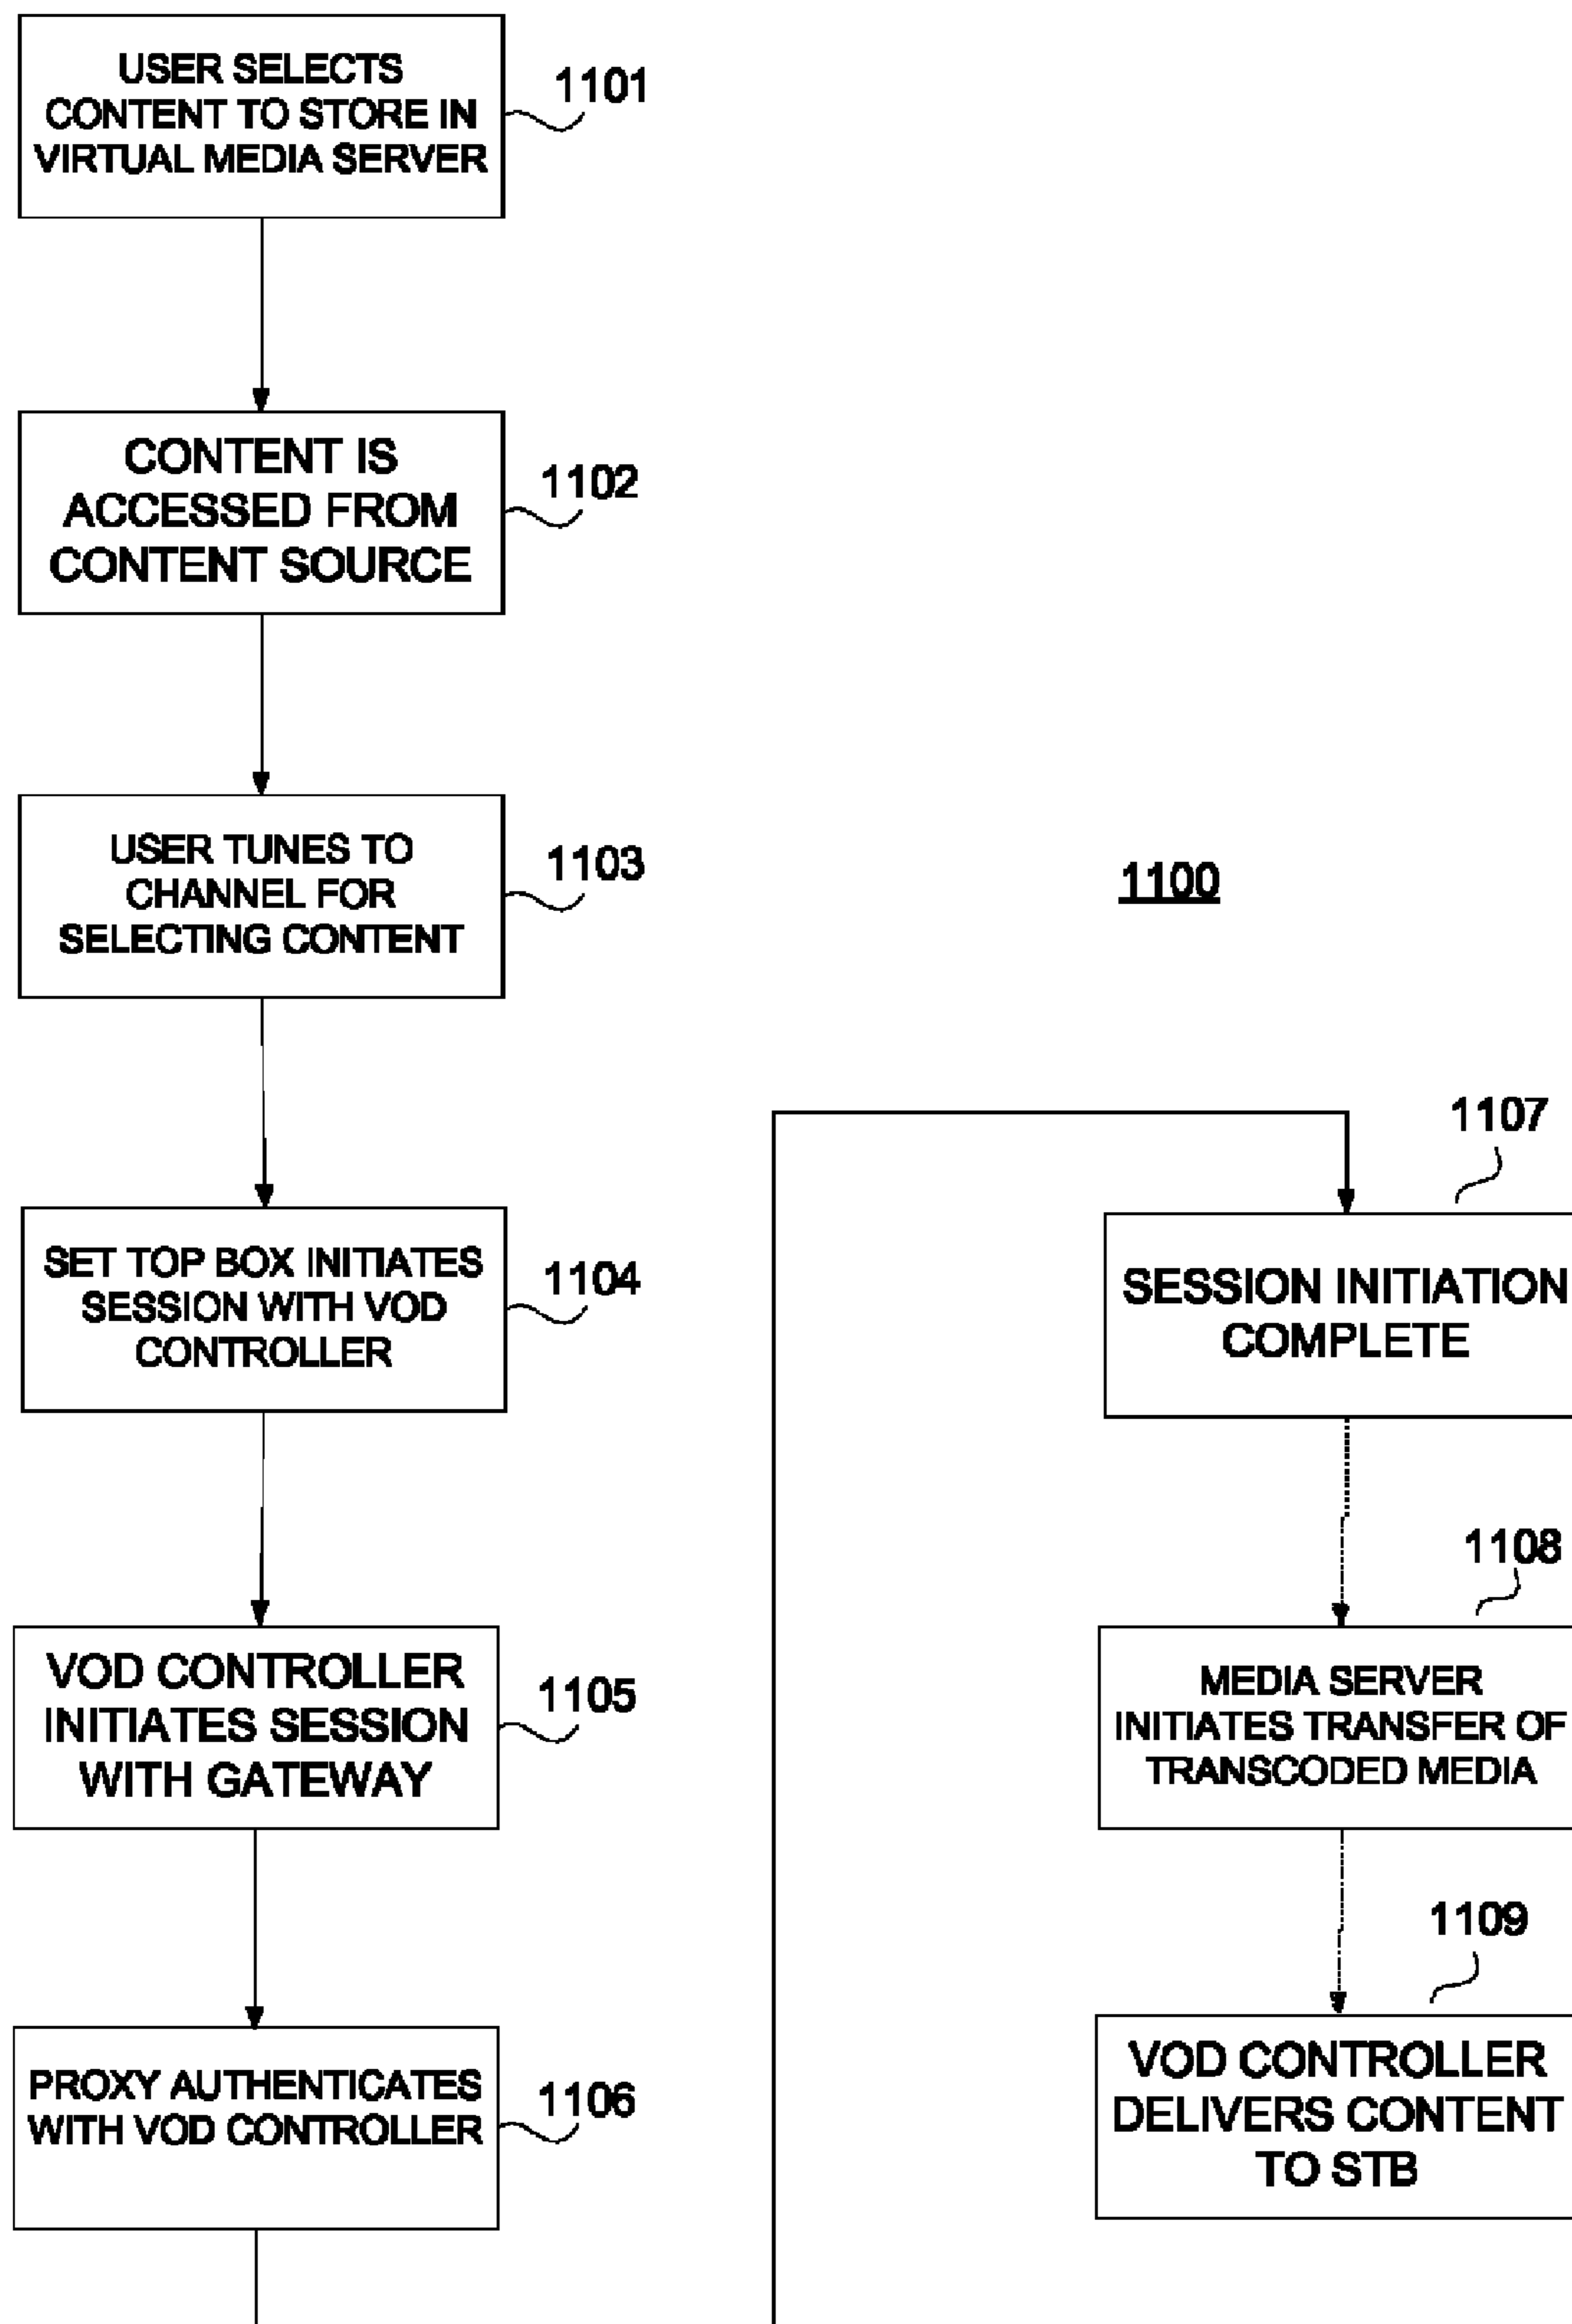 USER SELECTS
CONTENT TO STORE IN
VIRTUAL MEDIA SERVER
1101
CONTENT IS
ACCESSED FROM
CONTENT SOURCE
1102
USER TUNES TO
CHANNEL FOR
SELECTING CONTENT
1103
1100
SET TOP BOX INITIATES
SESSION WITH VOD
CONTROLLER
1104
VOD CONTROLLER
INITIATES SESSION
WITH GATEWAY
1105
PROXY AUTHENTICATES
WITH VOD CONTROLLER
1106
1107
SESSION INITIATION
COMPLETE
1108
MEDIA SERVER
INITIATES TRANSFER OF
TRANSCODED MEDIA
1109
VOD CONTROLLER
DELIVERS CONTENT
TO STB